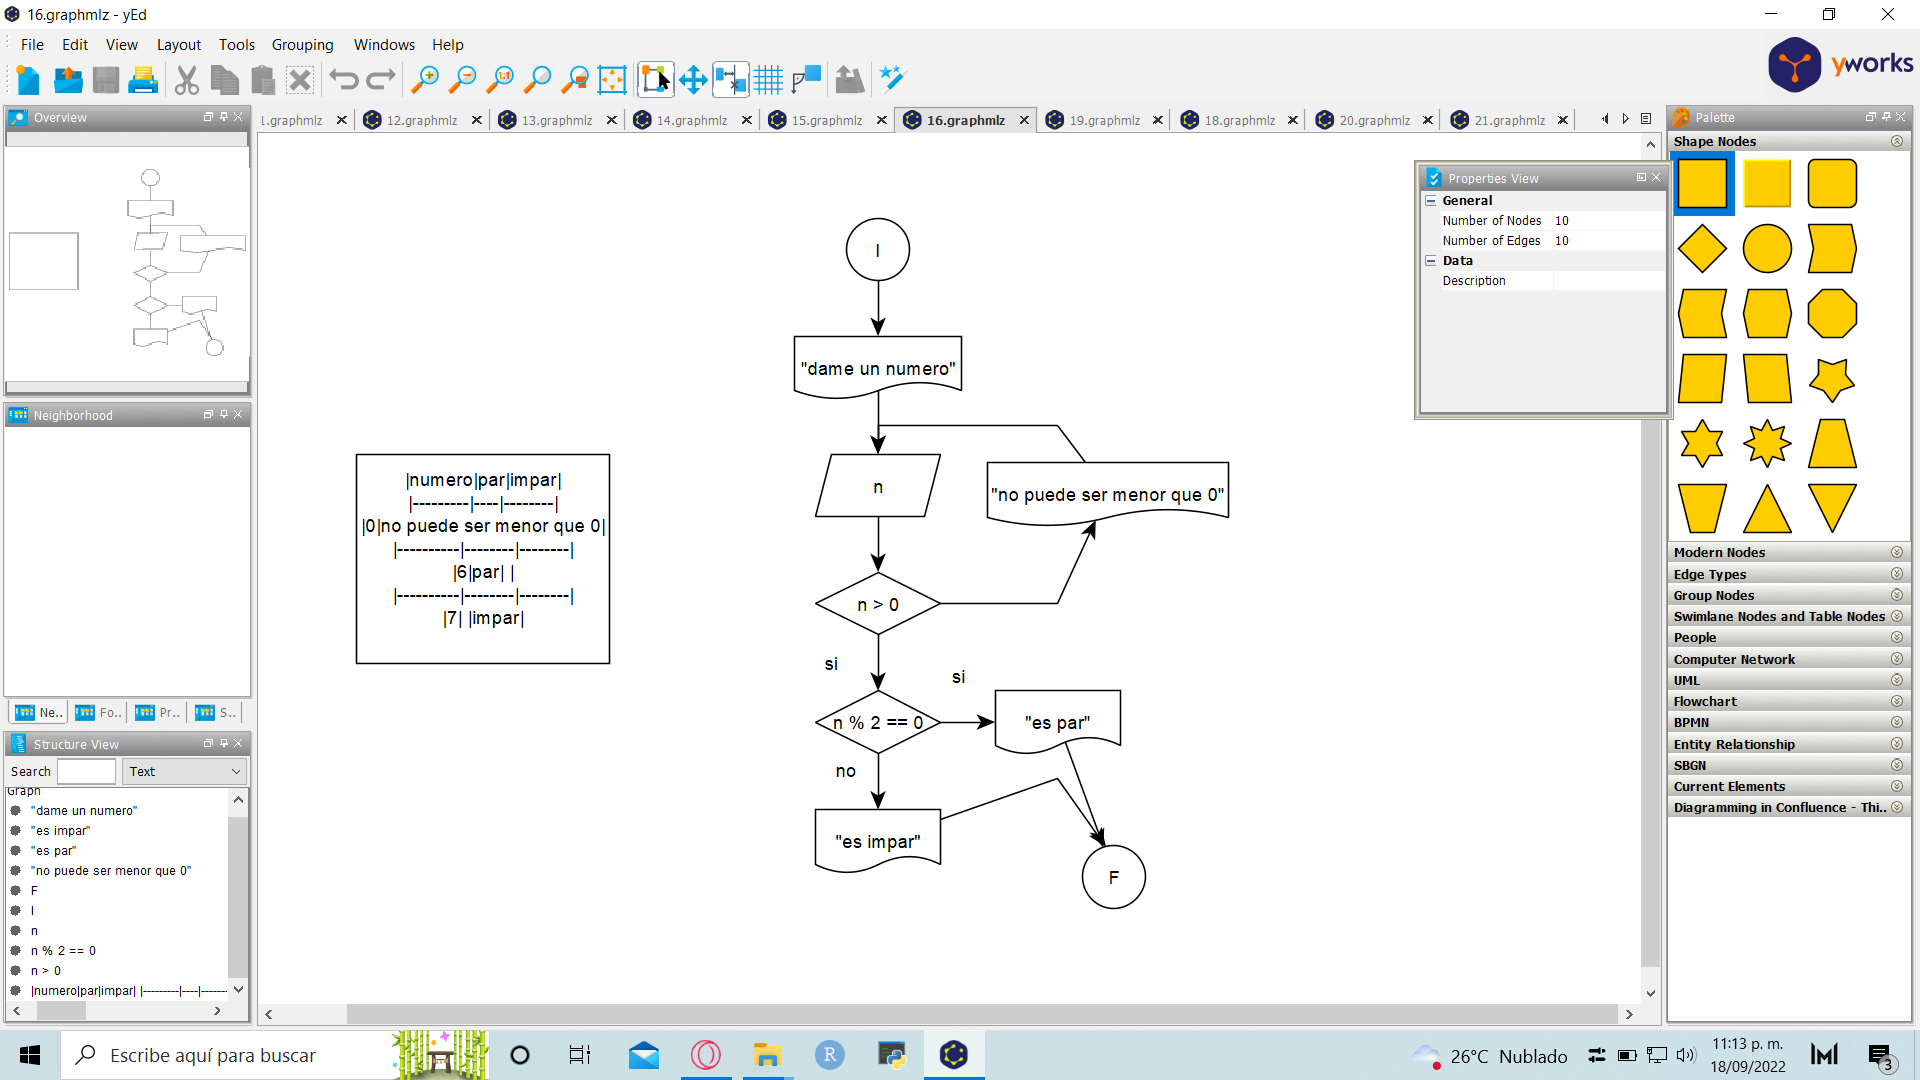 16.graphmlz - yEd
File Edit View Layout Tools Grouping Windows Help
yworks
Overview
1.graphmlz
12.graphmlz
13.graphmlz
14.graphmlz
15.graphmlz
16.graphmlz
19.graphmlz
18.graphmlz
20.graphmlz
21.graphmlz
Neighborhood
Ne..
Fo..
Pr..
S..
Structure View
Search
Text
Graph
"dame un numero"
"es impar"
"es par"
"no puede ser menor que 0"
F
I
n
n % 2 == 0
n > 0
|numero|par|impar| |---------|----|-------
|numero|par|impar|
|---------|----|--------|
|0|no puede ser menor que 0|
|----------|--------|--------|
|6|par| |
|----------|--------|--------|
|7| |impar|
I
"dame un numero"
n
"no puede ser menor que 0"
n > 0
si
si
n % 2 == 0
"es par"
no
"es impar"
F
Properties View
General
Number of Nodes 10
Number of Edges 10
Data
Description
Palette
Shape Nodes
Modern Nodes
Edge Types
Group Nodes
Swimlane Nodes and Table Nodes
People
Computer Network
UML
Flowchart
BPMN
Entity Relationship
SBGN
Current Elements
Diagramming in Confluence - Thi..
Escribe aquí para buscar
26°C Nublado
11:13 p. m.
18/09/2022
3